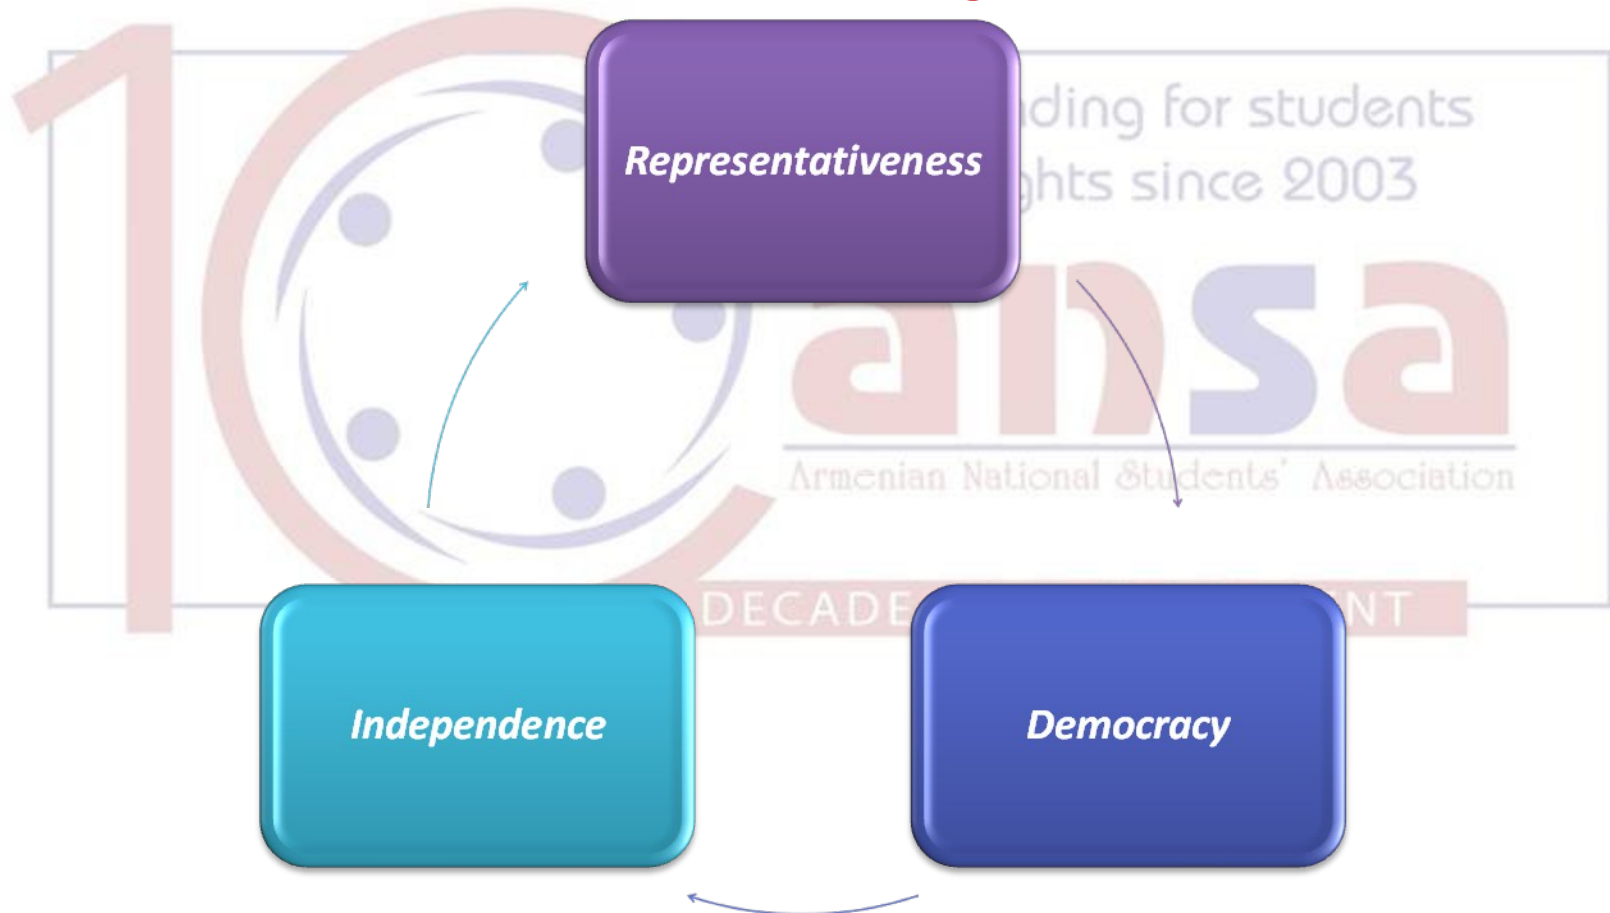 Representativeness
ding for students
ghts since 2003
ansa
Armenian National Students' Association
DECADE
NT
Independence
Democracy